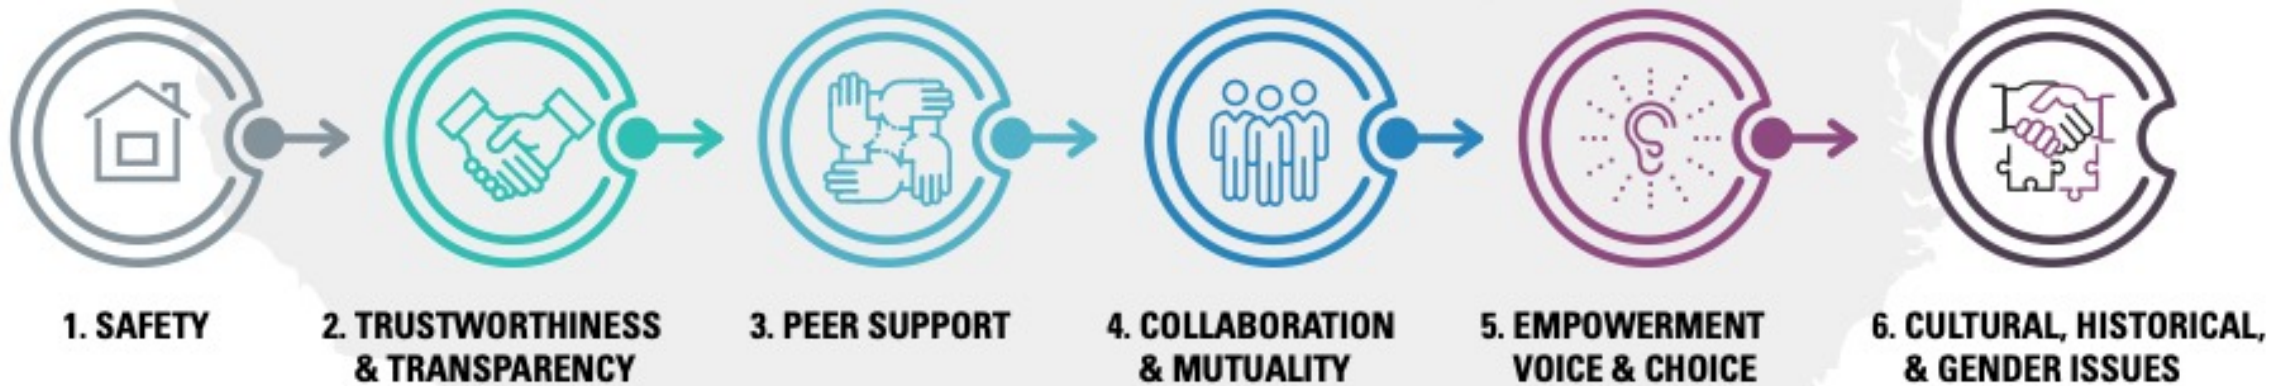 1. SAFETY
2. TRUSTWORTHINESS
& TRANSPARENCY
3. PEER SUPPORT
4. COLLABORATION
& MUTUALITY
5. EMPOWERMENT
VOICE & CHOICE
6. CULTURAL, HISTORICAL,
& GENDER ISSUES